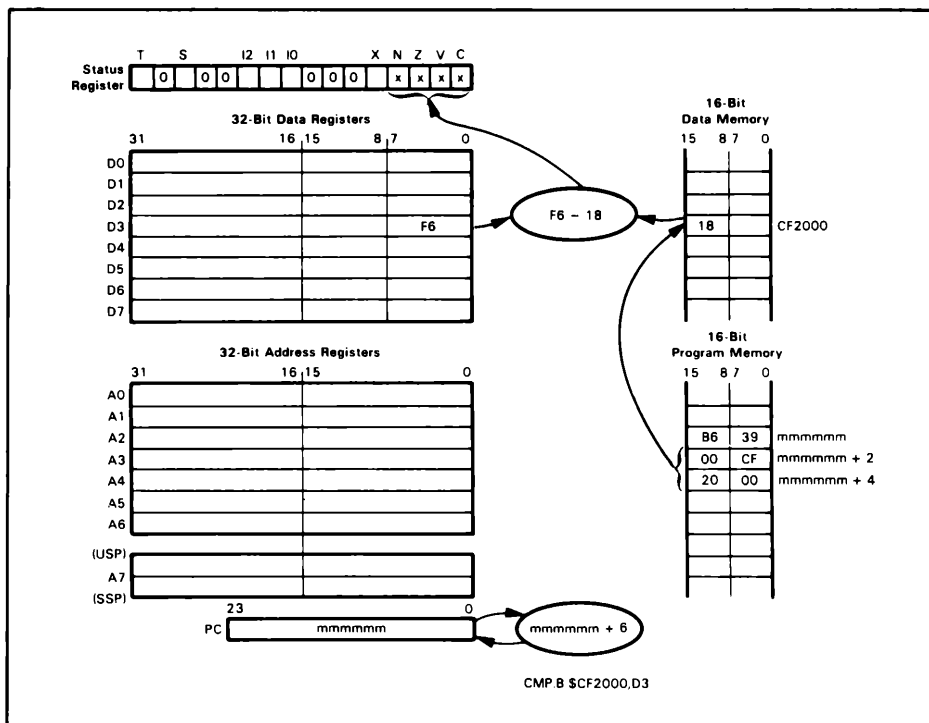 T S I2 I1 I0 X N Z V C
Status Register 0 0 0 0 0 0 x x x x
32-Bit Data Registers
31 16 15 8 7 0
D0
D1
D2
D3 F6
D4
D5
D6
D7
F6 – 18
16-Bit
Data Memory
15 8 7 0
18 CF2000
32-Bit Address Registers
31 16 15 0
A0
A1
A2
A3
A4
A5
A6
(USP)
A7
(SSP)
23 0
PC mmmmmm
mmmmmm + 6
16-Bit
Program Memory
15 8 7 0
B6 39 mmmmmm
00 CF mmmmmm + 2
20 00 mmmmmm + 4
CMP.B $CF2000,D3